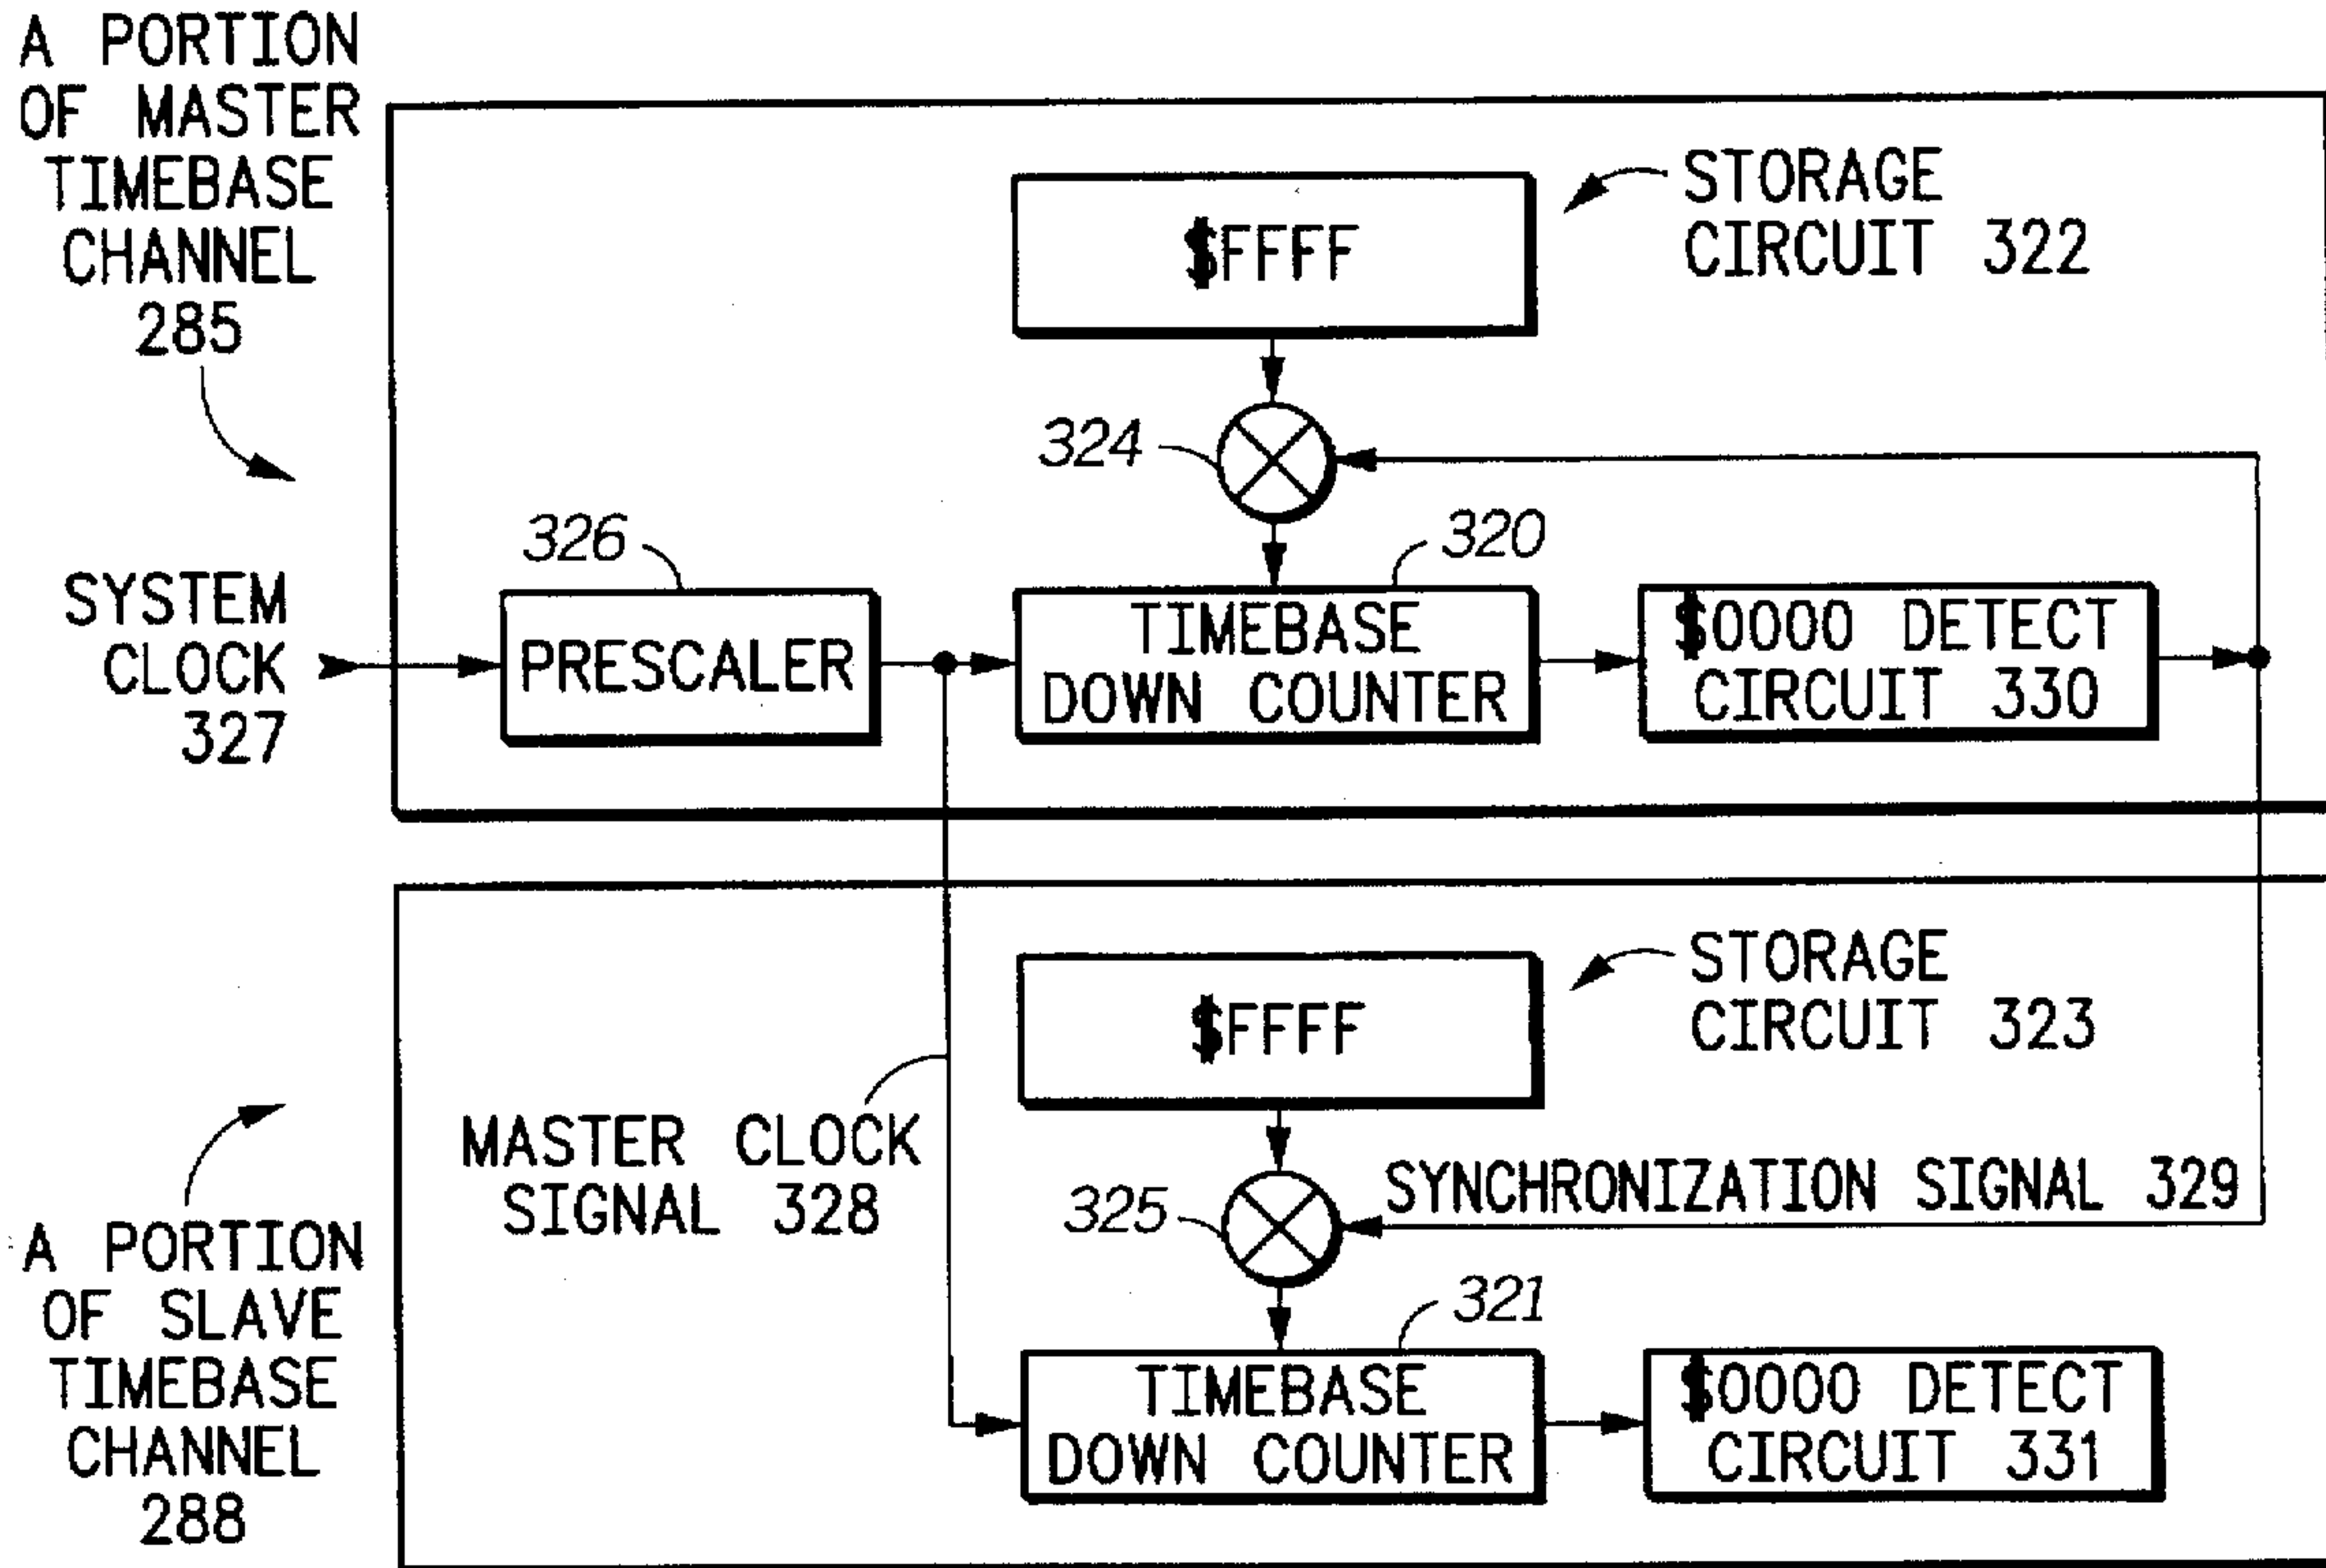 A PORTION
OF MASTER
TIMEBASE
CHANNEL
285
$FFFF
STORAGE
CIRCUIT 322
324
326
320
SYSTEM
CLOCK
327
PRESCALER
TIMEBASE
DOWN COUNTER
$0000 DETECT
CIRCUIT 330
$FFFF
STORAGE
CIRCUIT 323
MASTER CLOCK
SIGNAL 328
325
SYNCHRONIZATION SIGNAL 329
A PORTION
OF SLAVE
TIMEBASE
CHANNEL
288
321
TIMEBASE
DOWN COUNTER
$0000 DETECT
CIRCUIT 331